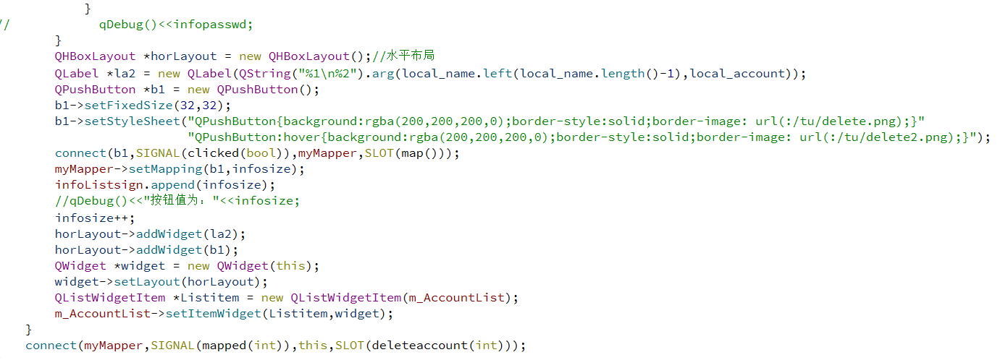 }
//            qDebug()<<infopasswd;
}
QHBoxLayout *horLayout = new QHBoxLayout();//水平布局
QLabel *la2 = new QLabel(QString("%1\n%2").arg(local_name.left(local_name.length()-1),local_account));
QPushButton *b1 = new QPushButton();
b1->setFixedSize(32,32);
b1->setStyleSheet("QPushButton{background:rgba(200,200,200,0);border-style:solid;border-image: url(:/tu/delete.png);}"
"QPushButton:hover{background:rgba(200,200,200,0);border-style:solid;border-image: url(:/tu/delete2.png);}");
connect(b1,SIGNAL(clicked(bool)),myMapper,SLOT(map()));
myMapper->setMapping(b1,infosize);
infoListsign.append(infosize);
//qDebug()<<"按钮值为："<<infosize;
infosize++;
horLayout->addWidget(la2);
horLayout->addWidget(b1);
QWidget *widget = new QWidget(this);
widget->setLayout(horLayout);
QListWidgetItem *Listitem = new QListWidgetItem(m_AccountList);
m_AccountList->setItemWidget(Listitem,widget);
}
connect(myMapper,SIGNAL(mapped(int)),this,SLOT(deleteaccount(int)));